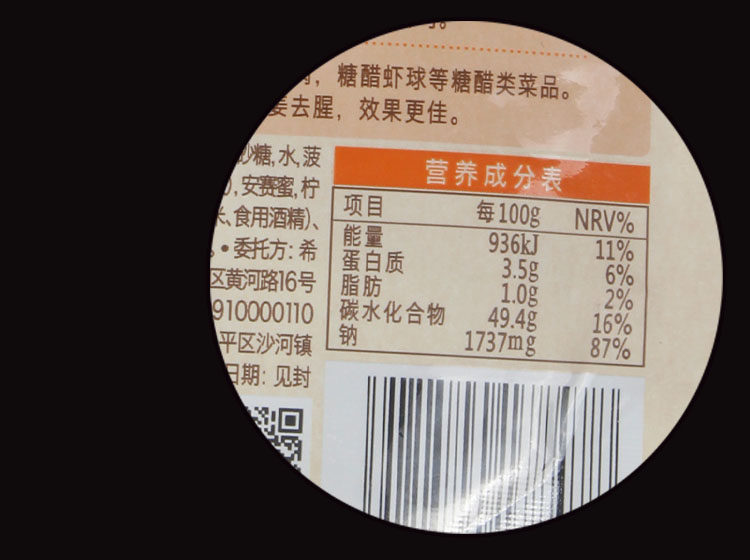 ，糖醋虾球等糖醋类菜品。
姜去腥，效果更佳。
砂糖,水,菠
),安赛蜜,柠
米、食用酒精)、
。•委托方:希
区黄河路16号
910000110
平区沙河镇
日期:见封
营养成分表
项目 每100g NRV%
能量 936kJ 11%
蛋白质 3.5g 6%
脂肪 1.0g 2%
碳水化合物 49.4g 16%
钠 1737mg 87%